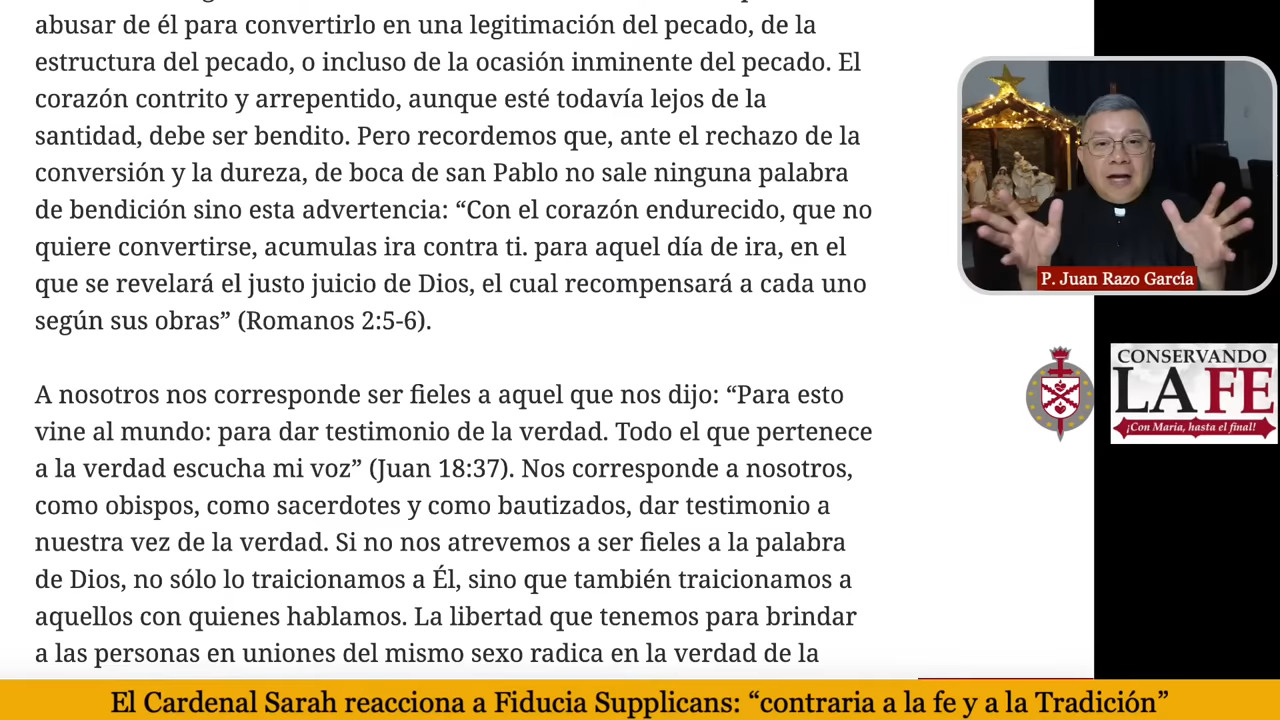 abusar de él para convertirlo en una legitimación del pecado, de la
estructura del pecado, o incluso de la ocasión inminente del pecado. El
corazón contrito y arrepentido, aunque esté todavía lejos de la
santidad, debe ser bendito. Pero recordemos que, ante el rechazo de la
conversión y la dureza, de boca de san Pablo no sale ninguna palabra
de bendición sino esta advertencia: “Con el corazón endurecido, que no
quiere convertirse, acumulas ira contra ti. para aquel día de ira, en el
que se revelará el justo juicio de Dios, el cual recompensará a cada uno
según sus obras” (Romanos 2:5-6).
A nosotros nos corresponde ser fieles a aquel que nos dijo: “Para esto
vine al mundo: para dar testimonio de la verdad. Todo el que pertenece
a la verdad escucha mi voz” (Juan 18:37). Nos corresponde a nosotros,
como obispos, como sacerdotes y como bautizados, dar testimonio a
nuestra vez de la verdad. Si no nos atrevemos a ser fieles a la palabra
de Dios, no sólo lo traicionamos a Él, sino que también traicionamos a
aquellos con quienes hablamos. La libertad que tenemos para brindar
a las personas en uniones del mismo sexo radica en la verdad de la
P. Juan Razo García
CONSERVANDO
LA FE
¡Con Maria, hasta el final!
El Cardenal Sarah reacciona a Fiducia Supplicans: “contraria a la fe y a la Tradición”